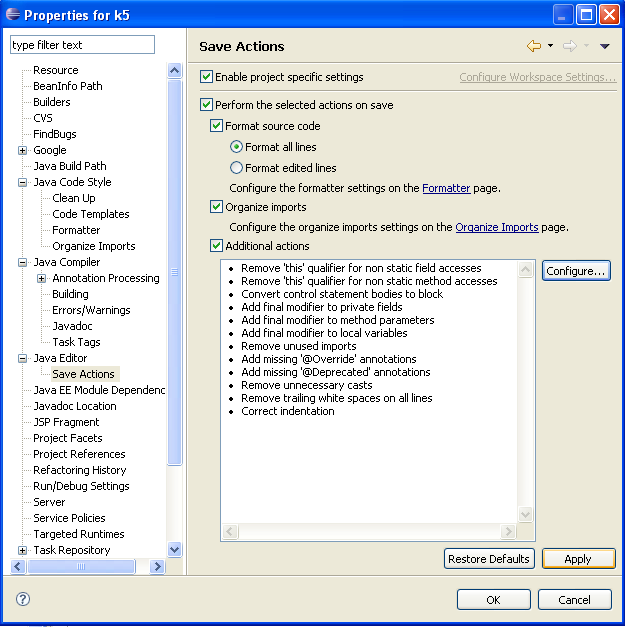 Properties for k5
type filter text
Resource
BeanInfo Path
Builders
CVS
FindBugs
Google
Java Build Path
Java Code Style
Clean Up
Code Templates
Formatter
Organize Imports
Java Compiler
Annotation Processing
Building
Errors/Warnings
Javadoc
Task Tags
Java Editor
Save Actions
Java EE Module Dependenc
Javadoc Location
JSP Fragment
Project Facets
Project References
Refactoring History
Run/Debug Settings
Server
Service Policies
Targeted Runtimes
Task Repository
Save Actions
Enable project specific settings
Configure Workspace Settings...
Perform the selected actions on save
Format source code
Format all lines
Format edited lines
Configure the formatter settings on the Formatter page.
Organize imports
Configure the organize imports settings on the Organize Imports page.
Additional actions
• Remove 'this' qualifier for non static field accesses
• Remove 'this' qualifier for non static method accesses
• Convert control statement bodies to block
• Add final modifier to private fields
• Add final modifier to method parameters
• Add final modifier to local variables
• Remove unused imports
• Add missing '@Override' annotations
• Add missing '@Deprecated' annotations
• Remove unnecessary casts
• Remove trailing white spaces on all lines
• Correct indentation
Configure...
Restore Defaults
Apply
?
OK
Cancel